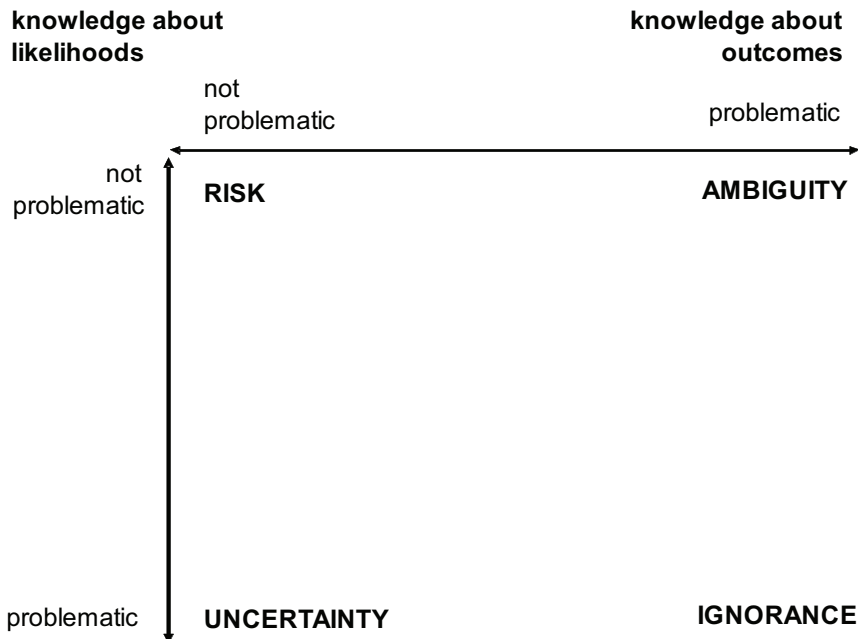 knowledge about
likelihoods
knowledge about
outcomes
not
problematic
problematic
not
problematic
RISK
AMBIGUITY
problematic
UNCERTAINTY
IGNORANCE